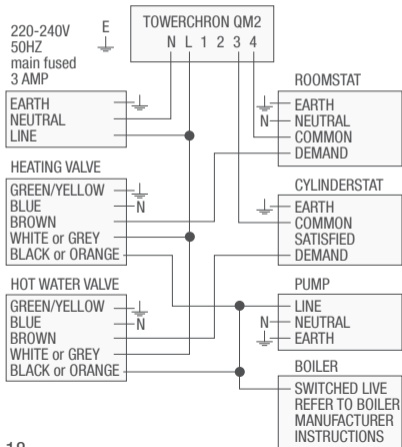 220-240V
50HZ
main fused
3 AMP
E
TOWERCHRON QM2
N L 1 2 3 4
EARTH
NEUTRAL
LINE
HEATING VALVE
GREEN/YELLOW
BLUE
N
BROWN
WHITE or GREY
BLACK or ORANGE
HOT WATER VALVE
GREEN/YELLOW
BLUE
N
BROWN
WHITE or GREY
BLACK or ORANGE
ROOMSTAT
EARTH
N
NEUTRAL
COMMON
DEMAND
CYLINDERSTAT
EARTH
COMMON
SATISFIED
DEMAND
PUMP
LINE
N
NEUTRAL
EARTH
BOILER
SWITCHED LIVE
REFER TO BOILER
MANUFACTURER
INSTRUCTIONS